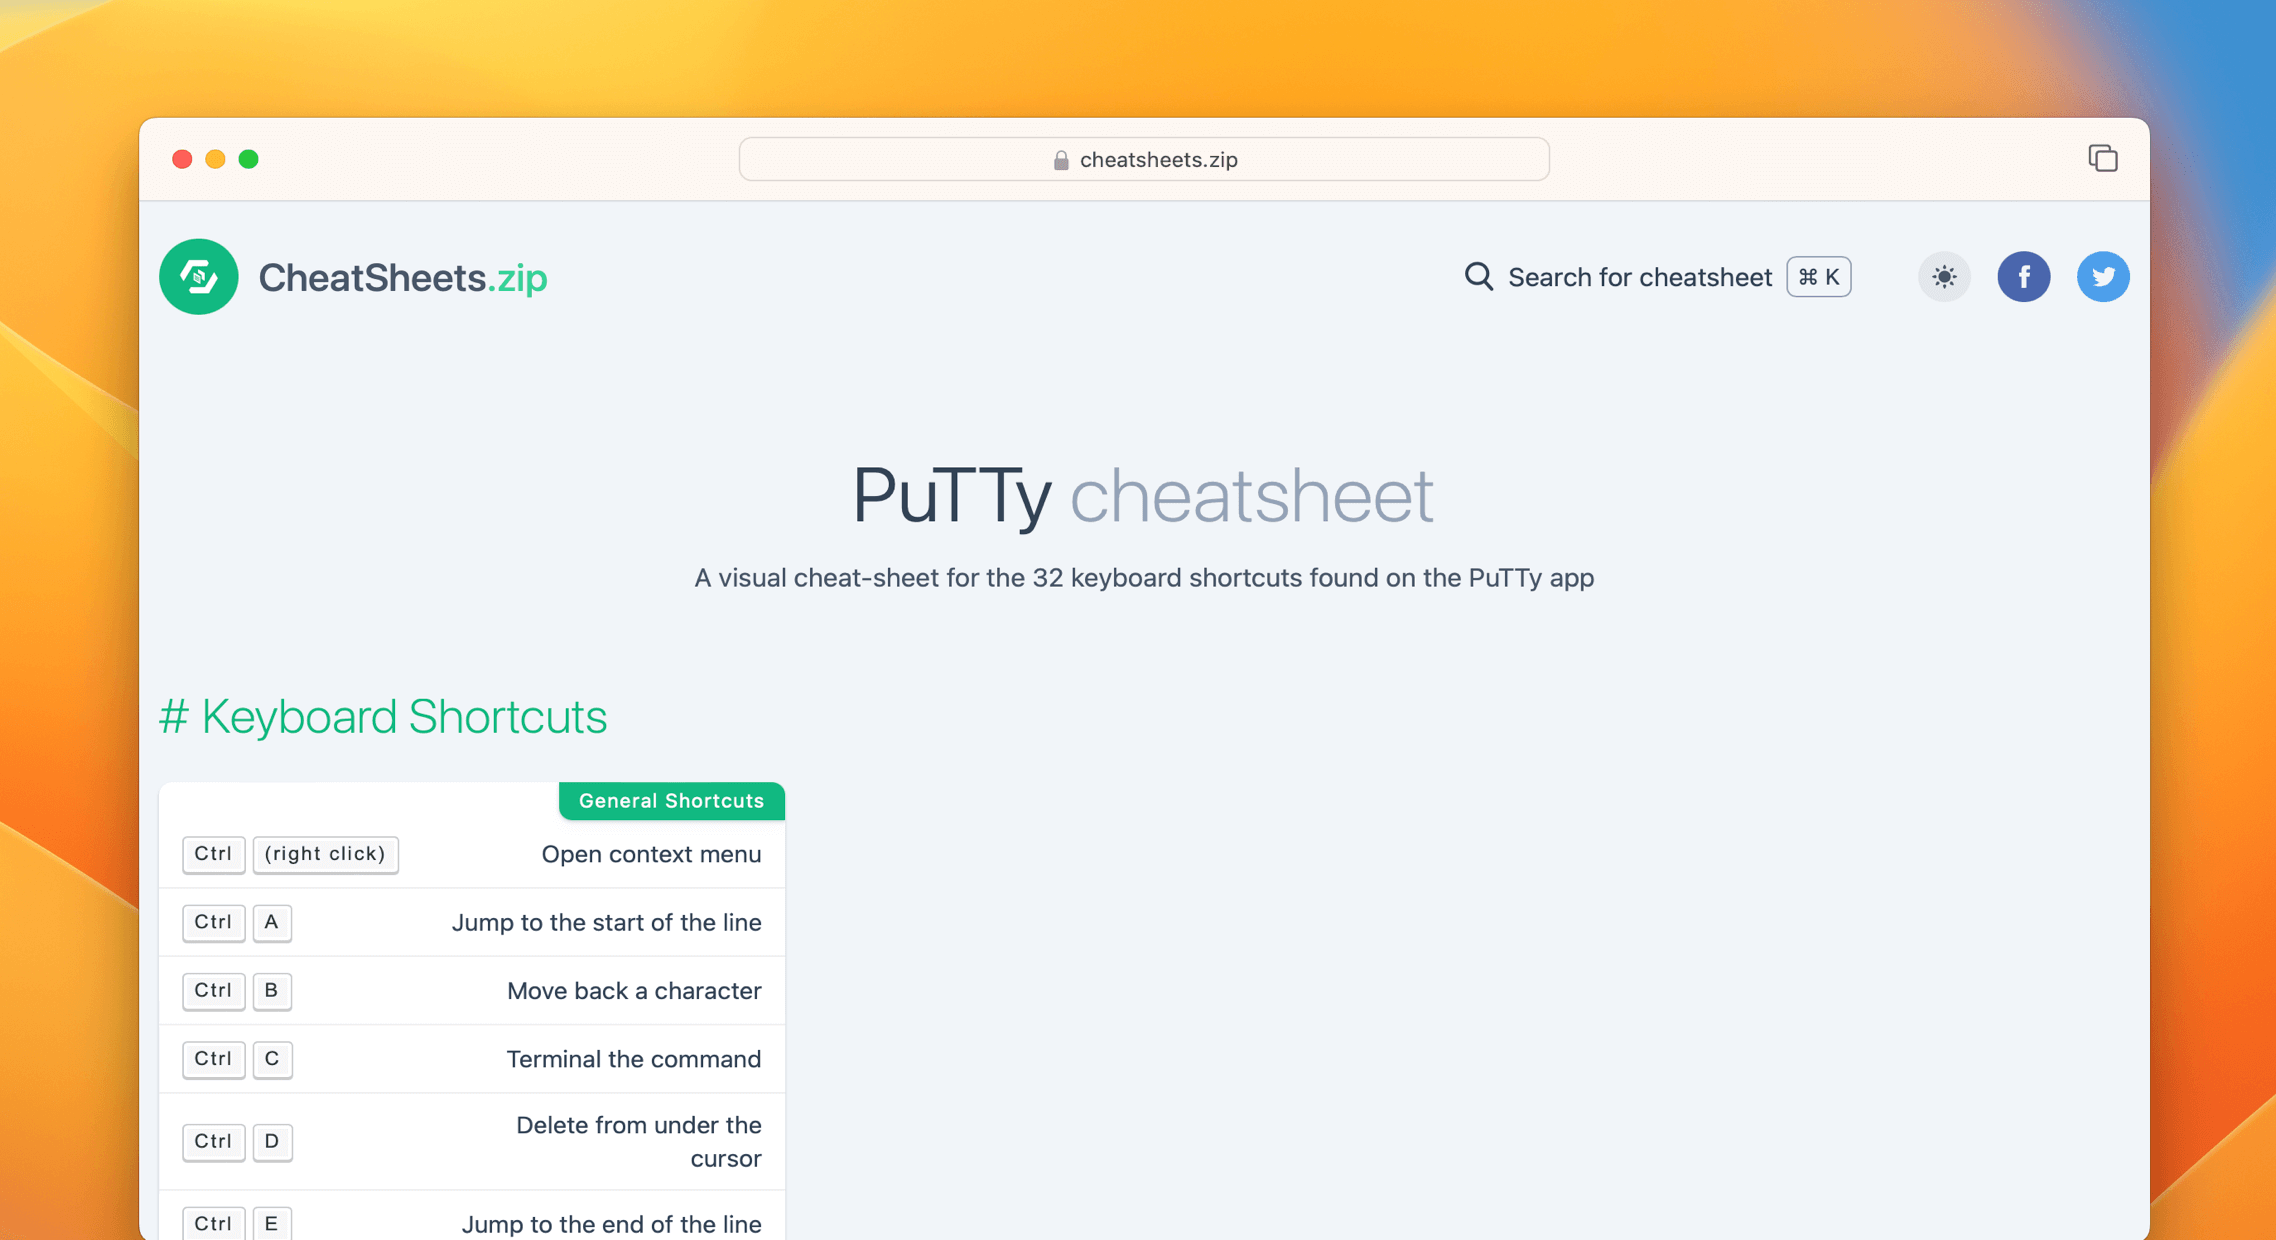 cheatsheets.zip
CheatSheets.zip
Search for cheatsheet ⌘ K
PuTTy cheatsheet
A visual cheat-sheet for the 32 keyboard shortcuts found on the PuTTy app
# Keyboard Shortcuts
General Shortcuts
Ctrl (right click) Open context menu
Ctrl A Jump to the start of the line
Ctrl B Move back a character
Ctrl C Terminal the command
Ctrl D Delete from under the
cursor
Ctrl E Jump to the end of the line